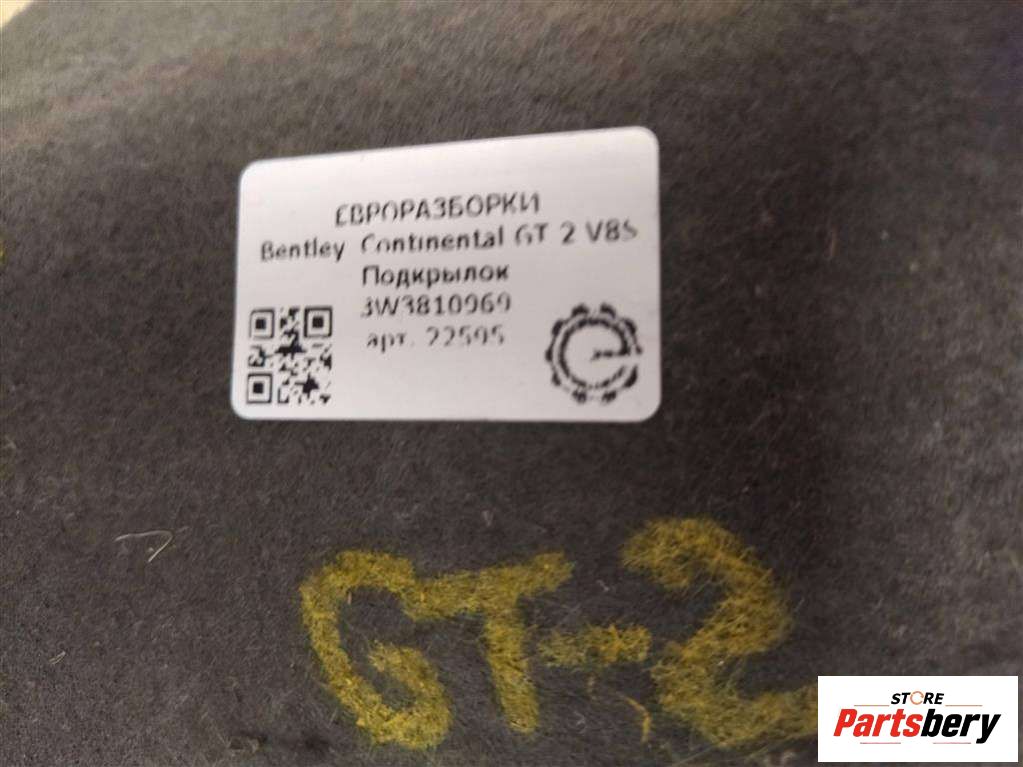 ЕВРОРАЗБОРКИ
Bentley Continental GT 2 V8S
Подкрылок
3W3810969
арт. 22595
GT-2
STORE
Partsbery